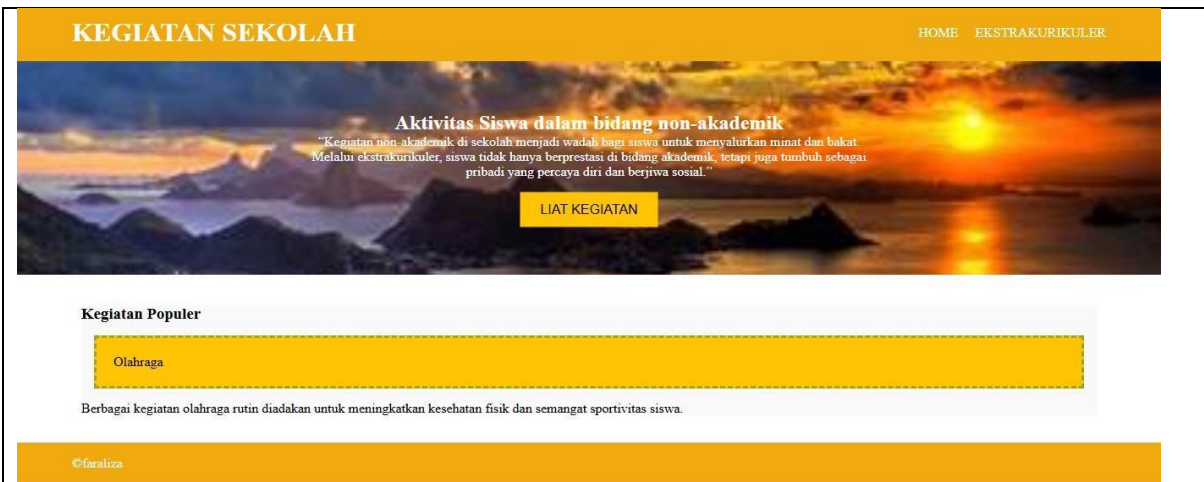 KEGIATAN SEKOLAH
HOME EKSTRAKURIKULER
Aktivitas Siswa dalam bidang non-akademik
"Kegiatan non-akademik di sekolah menjadi wadah bagi siswa untuk menyalurkan minat dan bakat.
Melalui ekstrakurikuler, siswa tidak hanya berprestasi di bidang akademik, tetapi juga tumbuh sebagai
pribadi yang percaya diri dan berjiwa sosial."
LIAT KEGIATAN
Kegiatan Populer
Olahraga
Berbagai kegiatan olahraga rutin diadakan untuk meningkatkan kesehatan fisik dan semangat sportivitas siswa.
©faraliza